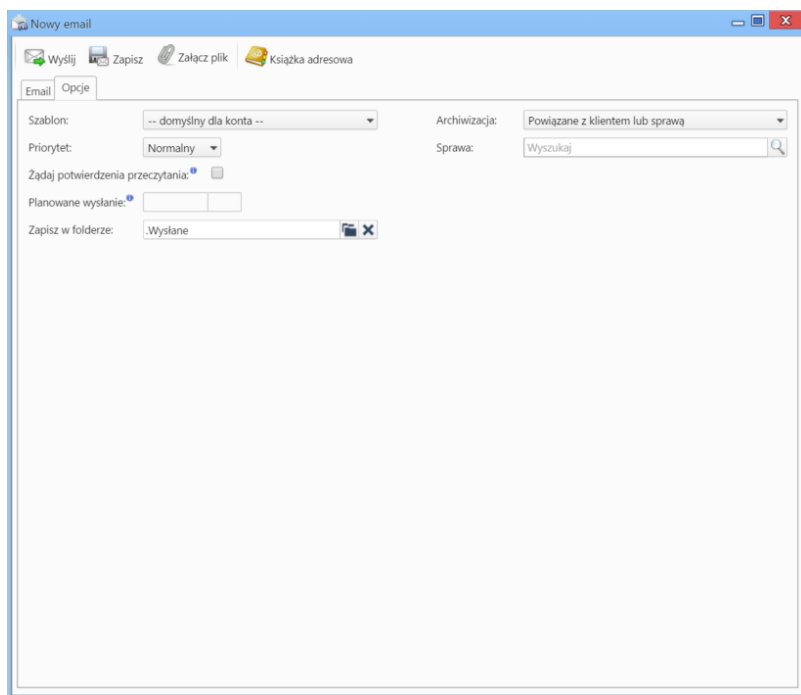 Nowy email
Wyślij Zapisz Załącz plik Książka adresowa
Email Opcje
Szablon: -- domyślny dla konta -- Archiwizacja: Powiązane z klientem lub sprawą
Priorytet: Normalny Sprawa: Wyszukaj
Żądaj potwierdzenia przeczytania:
Planowane wysłanie:
Zapisz w folderze: .Wysłane